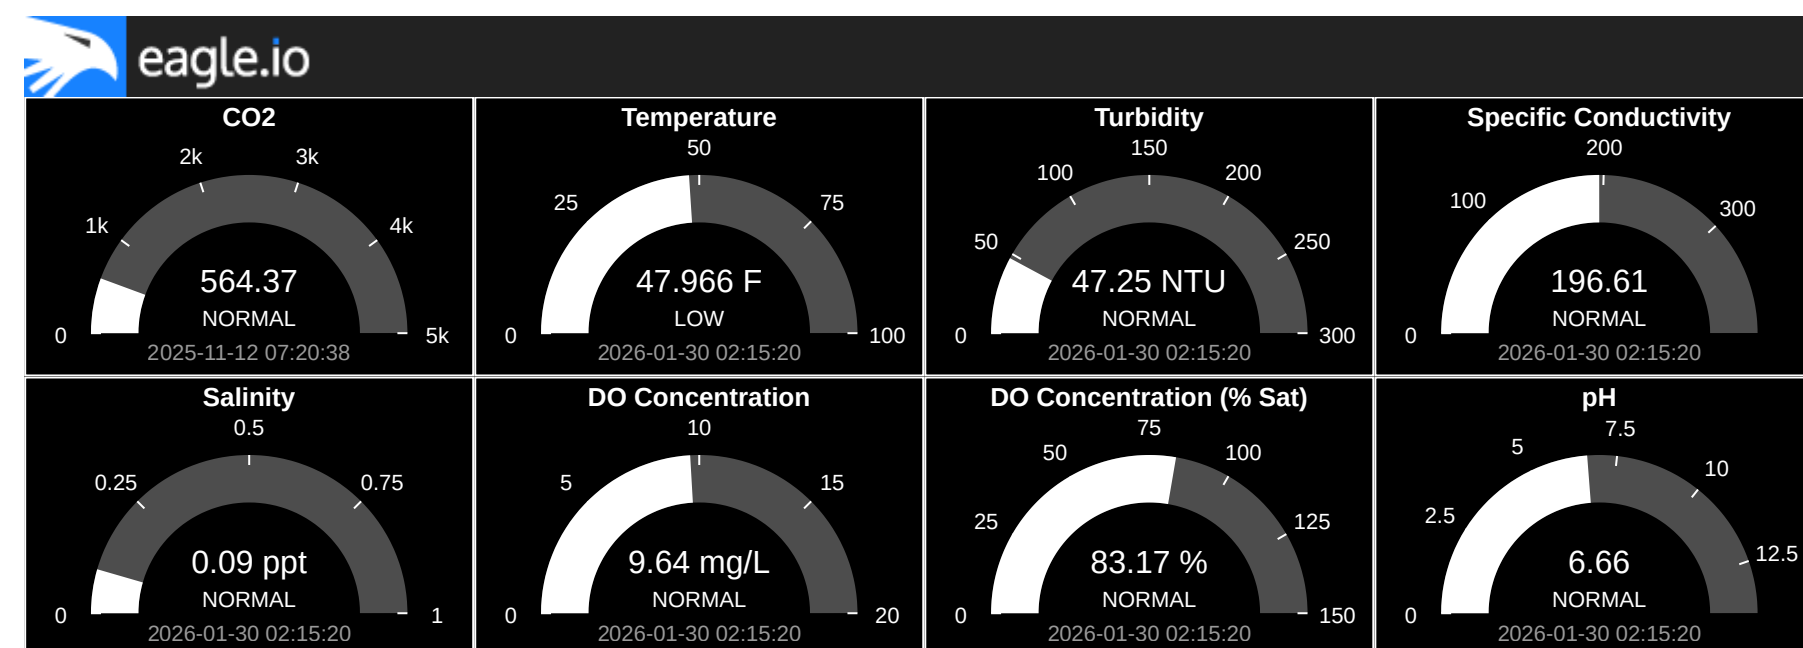 eagle.io
CO2
2k 3k
1k 4k
564.37
NORMAL
0 5k
2025-11-12 07:20:38
Temperature
50
25 75
47.966 F
LOW
0 100
2026-01-30 02:15:20
Turbidity
150
100 200
50 250
47.25 NTU
NORMAL
0 300
2026-01-30 02:15:20
Specific Conductivity
200
100 300
196.61
NORMAL
0
2026-01-30 02:15:20
Salinity
0.5
0.25 0.75
0.09 ppt
NORMAL
0 1
2026-01-30 02:15:20
DO Concentration
10
5 15
9.64 mg/L
NORMAL
0 20
2026-01-30 02:15:20
DO Concentration (% Sat)
75
50 100
25 125
83.17 %
NORMAL
0 150
2026-01-30 02:15:20
pH
7.5
5 10
2.5 12.5
6.66
NORMAL
0
2026-01-30 02:15:20